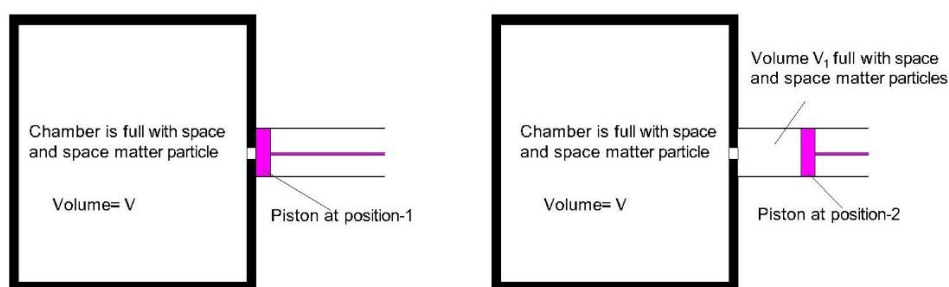 Chamber is full with space
and space matter particle
Volume= V
Piston at position-1
Volume V₁ full with space
and space matter particles
Chamber is full with space
and space matter particle
Volume= V
Piston at position-2